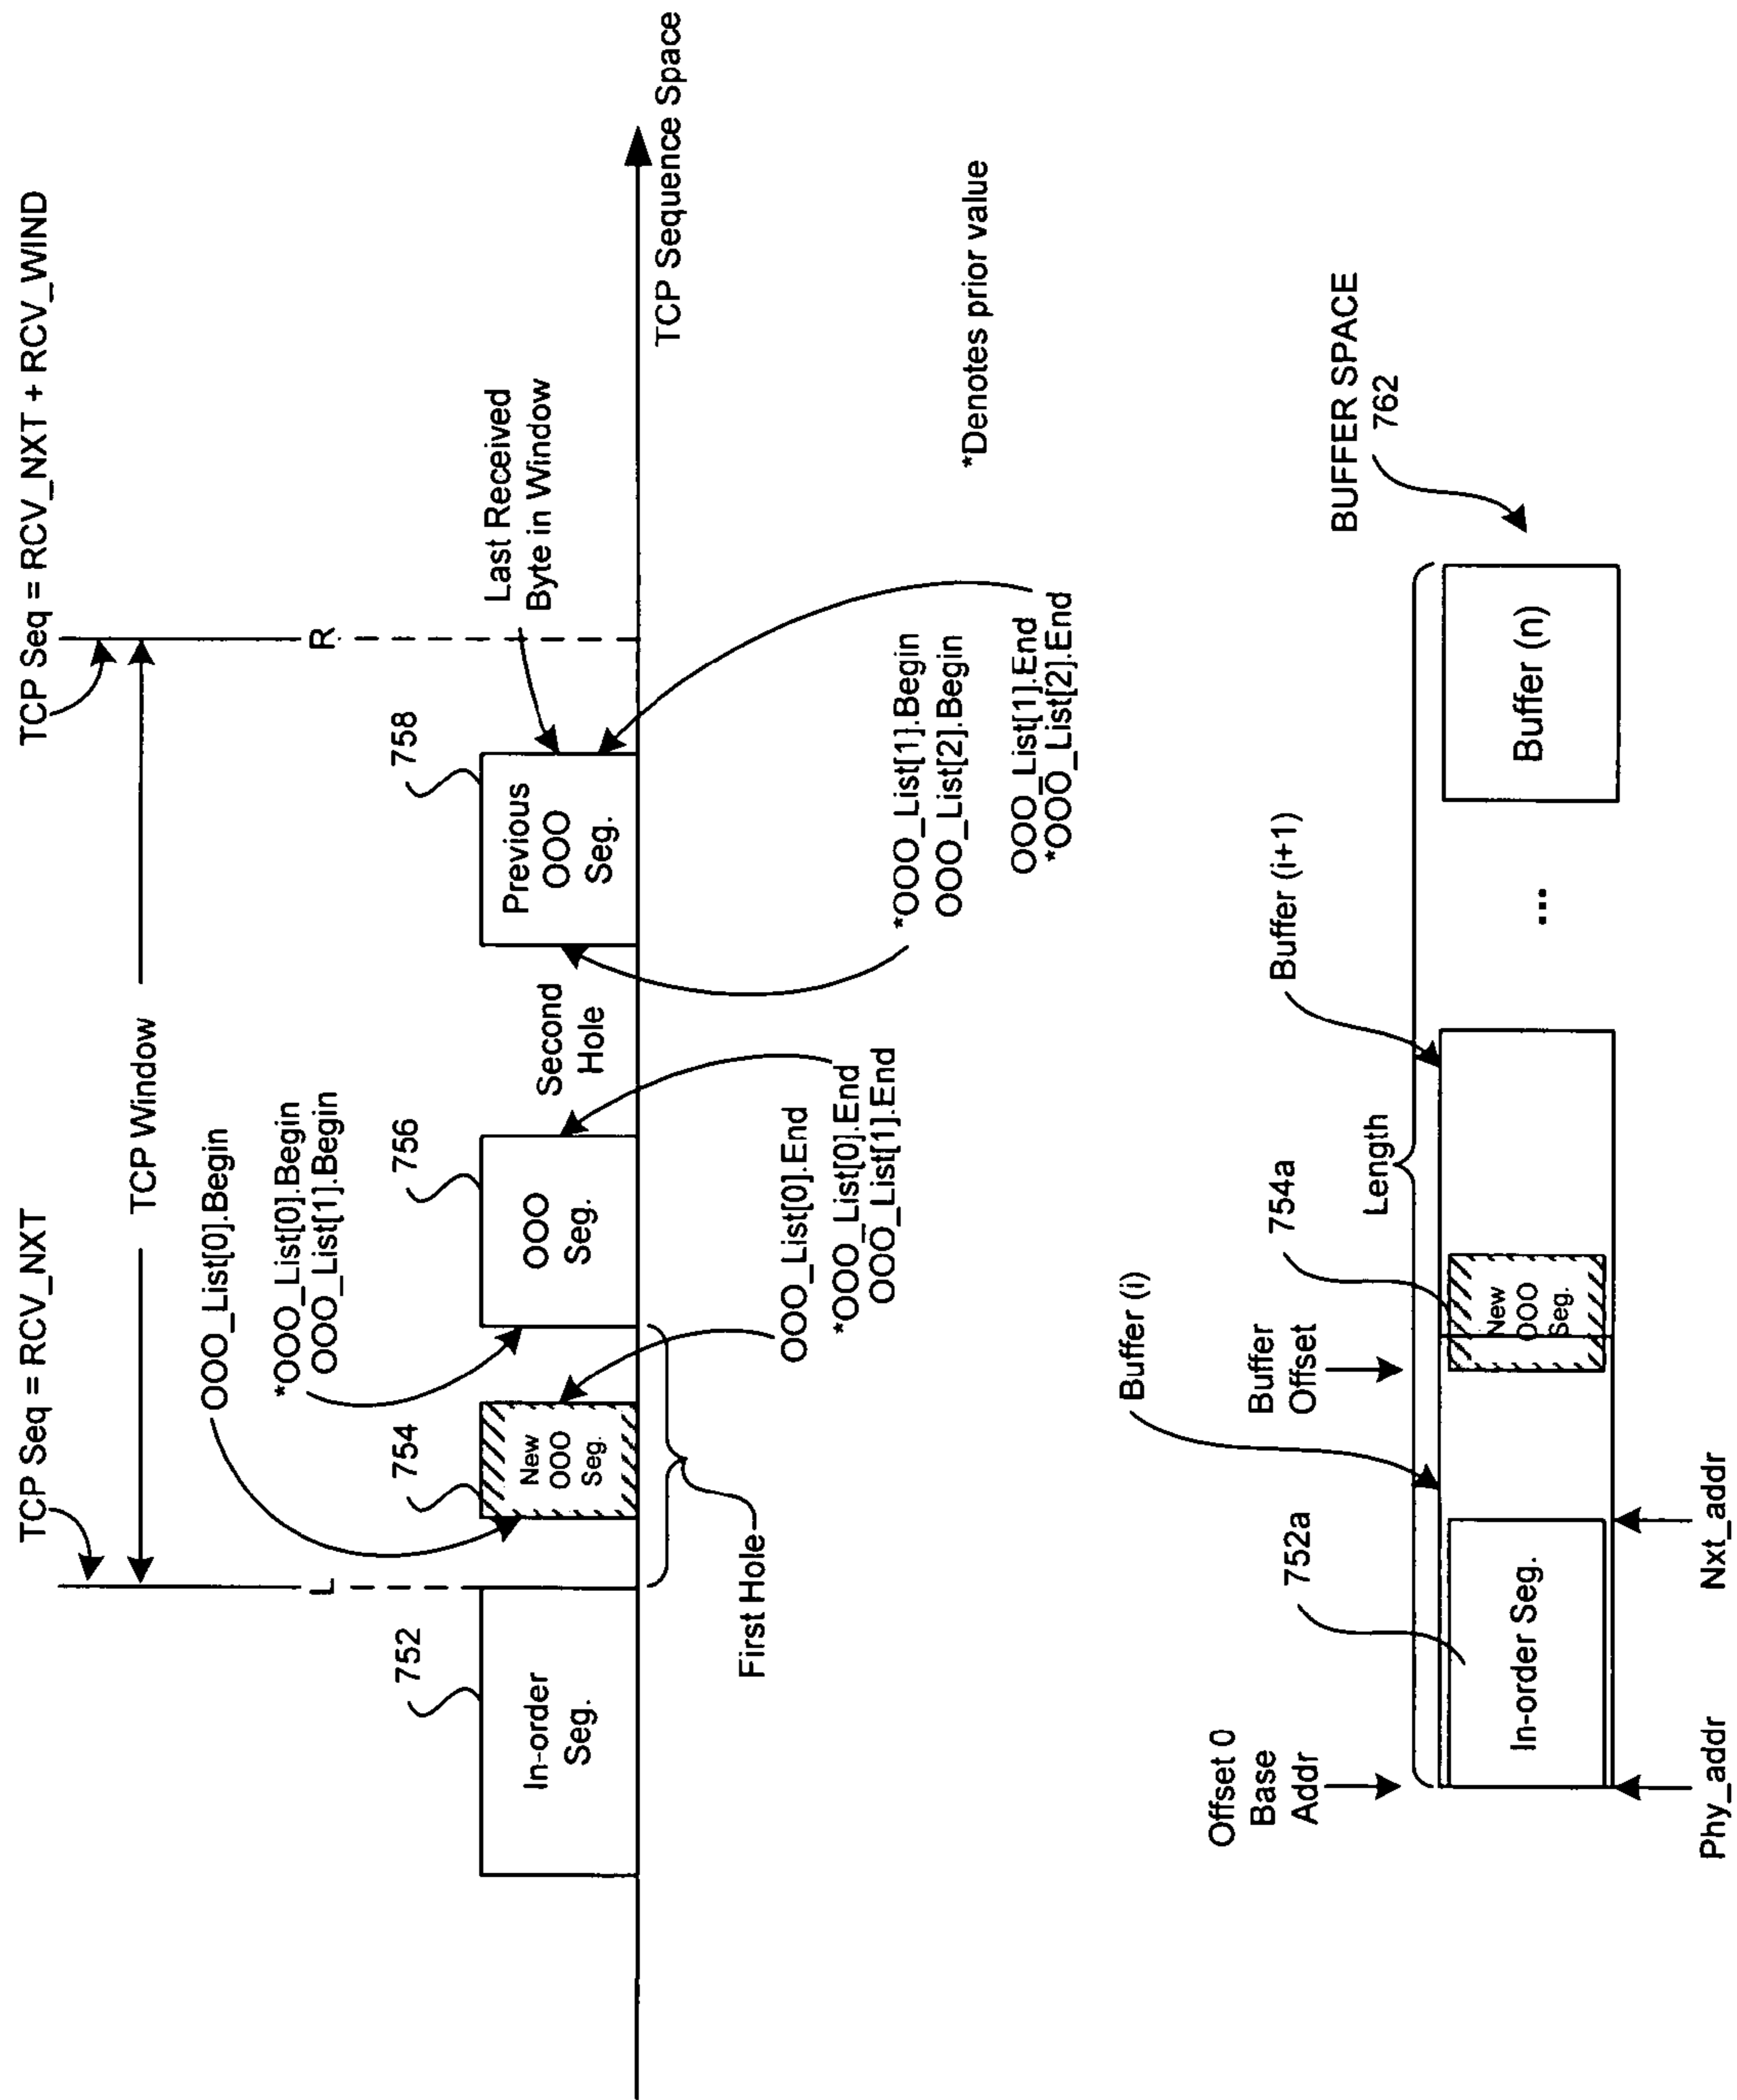 TCP Seq = RCV_NXT
TCP Seq = RCV_NXT + RCV_WIND
TCP Window
OOO_List[0].Begin
*OOO_List[0].Begin
OOO_List[1].Begin
L
R
752
754
756
758
In-order
Seg.
New
OOO
Seg.
OOO
Seg.
Second
Hole
Previous
OOO
Seg.
Last Received
Byte in Window
TCP Sequence Space
First Hole
OOO_List[0].End
*OOO_List[0].End
OOO_List[1].End
*OOO_List[1].Begin
OOO_List[2].Begin
OOO_List[1].End
*OOO_List[2].End
*Denotes prior value
Offset 0
Base
Addr
752a
Buffer (i)
Buffer
Offset
754a
Length
Buffer (i+1)
BUFFER SPACE
762
In-order Seg.
New
OOO
Seg.
...
Buffer (n)
Phy_addr
Nxt_addr